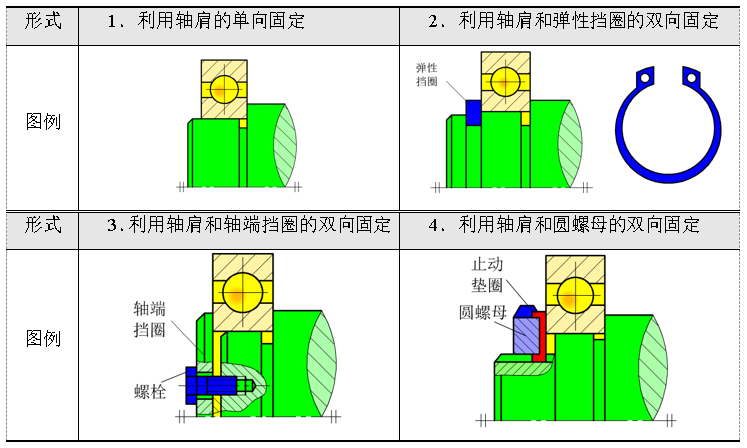 形式
1．利用轴肩的单向固定
2．利用轴肩和弹性挡圈的双向固定
图例
弹性
挡圈
形式
3.利用轴肩和轴端挡圈的双向固定
4．利用轴肩和圆螺母的双向固定
图例
轴端
挡圈
螺栓
止动
垫圈
圆螺母